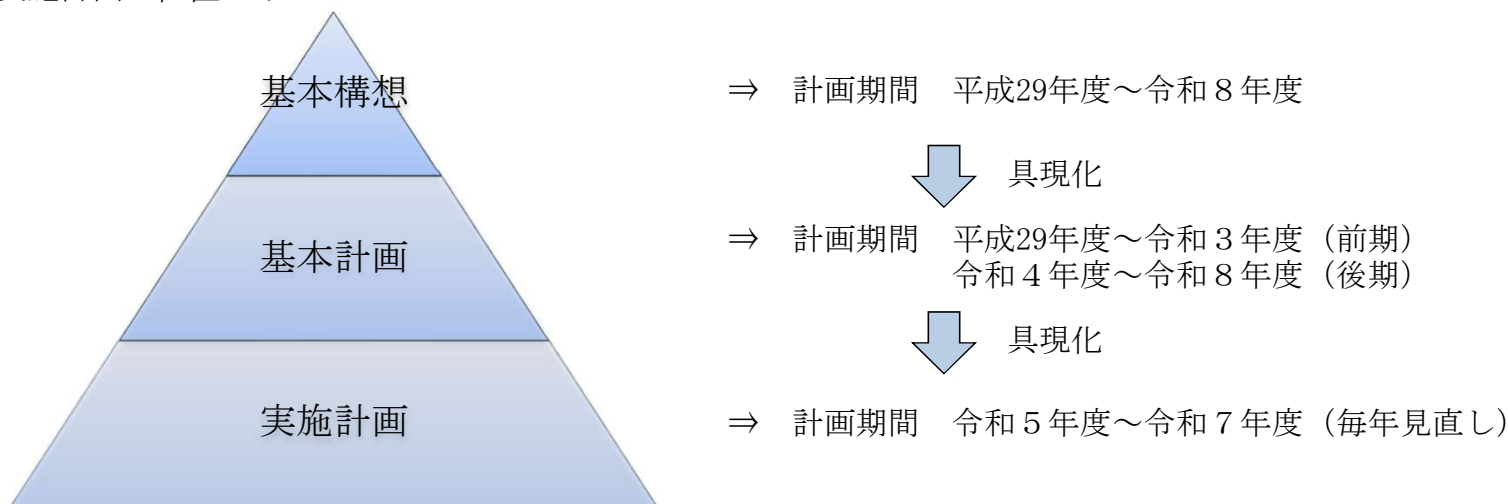 基本構想
⇒　計画期間　平成29年度～令和８年度
具現化
基本計画
⇒　計画期間　平成29年度～令和３年度（前期）
令和４年度～令和８年度（後期）
具現化
実施計画
⇒　計画期間　令和５年度～令和７年度（毎年見直し）